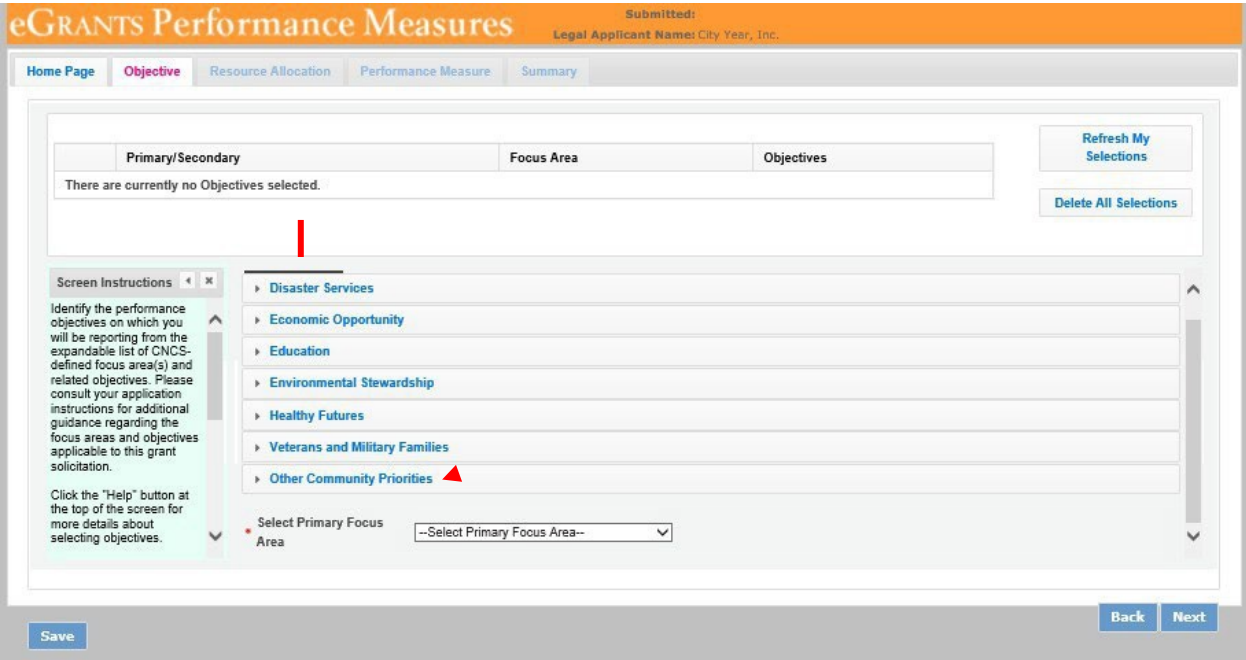 eGRANTS Performance Measures
Submitted:
Legal Applicant Name: City Year, Inc.
Home Page Objective Resource Allocation Performance Measure Summary
Primary/Secondary Focus Area Objectives
There are currently no Objectives selected.
Refresh My
Selections
Delete All Selections
Screen Instructions
Identify the performance
objectives on which you
will be reporting from the
expandable list of CNCS-
defined focus area(s) and
related objectives. Please
consult your application
instructions for additional
guidance regarding the
focus areas and objectives
applicable to this grant
solicitation.
Click the "Help" button at
the top of the screen for
more details about
selecting objectives.
Disaster Services
Economic Opportunity
Education
Environmental Stewardship
Healthy Futures
Veterans and Military Families
Other Community Priorities
* Select Primary Focus
Area
--Select Primary Focus Area--
Back Next
Save